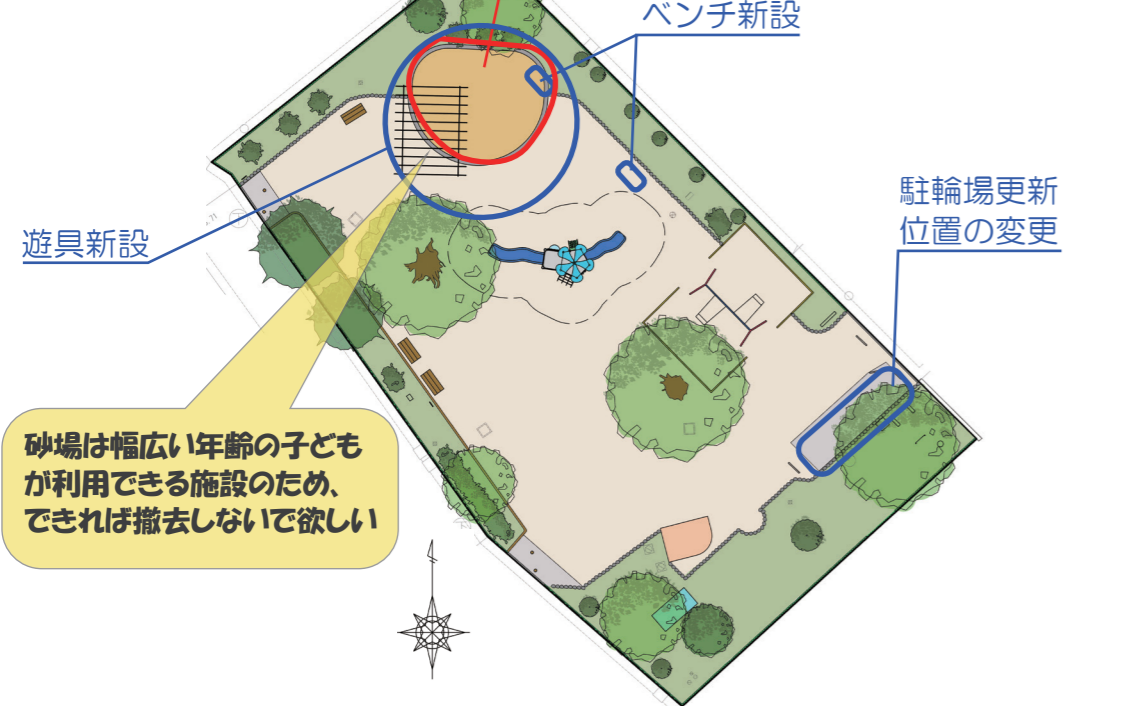 ベンチ新設
駐輪場更新
位置の変更
遊具新設
砂場は幅広い年齢の子ども
が利用できる施設のため、
できれば撤去しないで欲しい